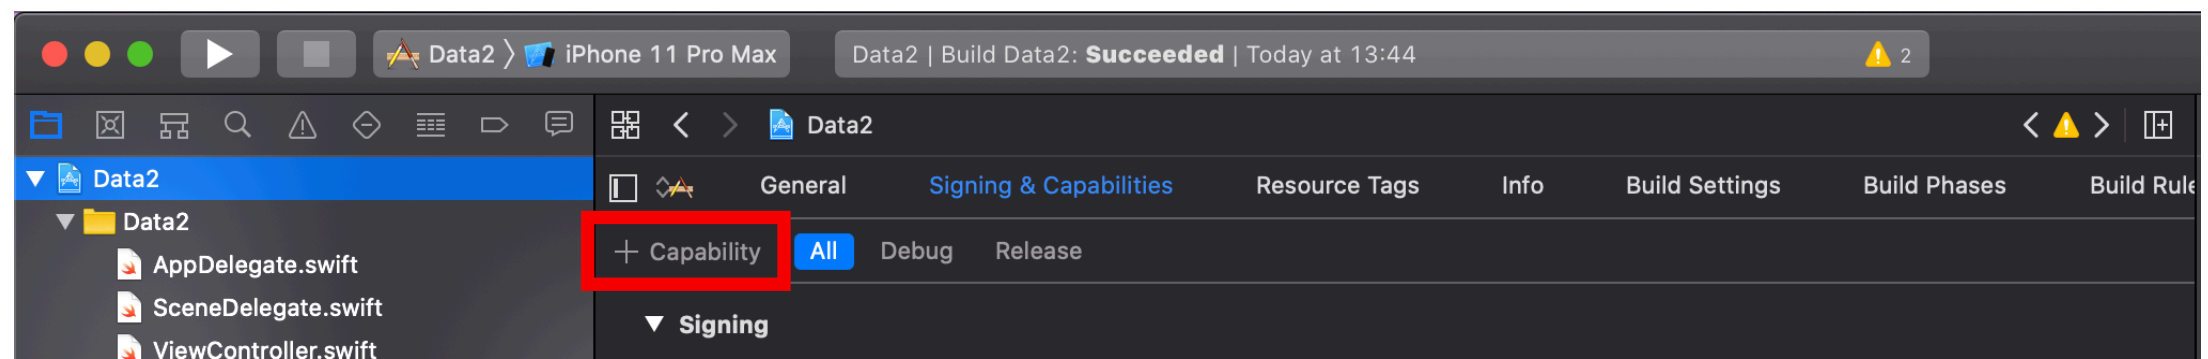 Data2 〉 iPhone 11 Pro Max
Data2 | Build Data2: Succeeded | Today at 13:44
2
Data2
Data2
General Signing & Capabilities Resource Tags Info Build Settings Build Phases Build Rule
Data2
+ Capability All Debug Release
AppDelegate.swift
SceneDelegate.swift
Signing
ViewController.swift